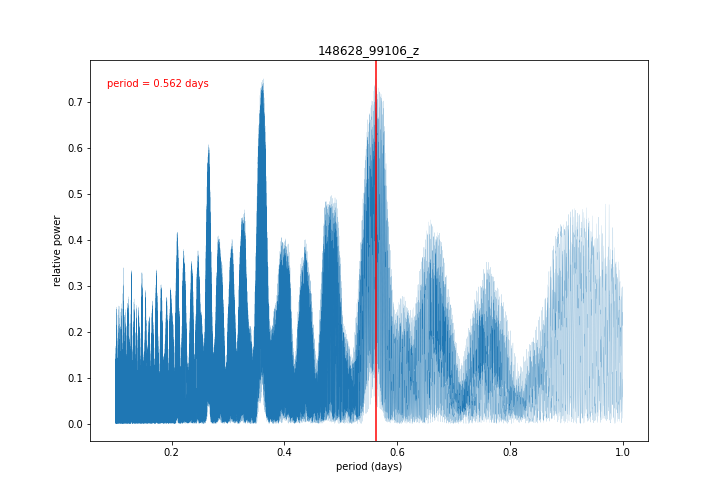 148628_99106_z
period = 0.562 days
relative power
0.7
0.6
0.5
0.4
0.3
0.2
0.1
0.0
0.2 0.4 0.6 0.8 1.0
period (days)